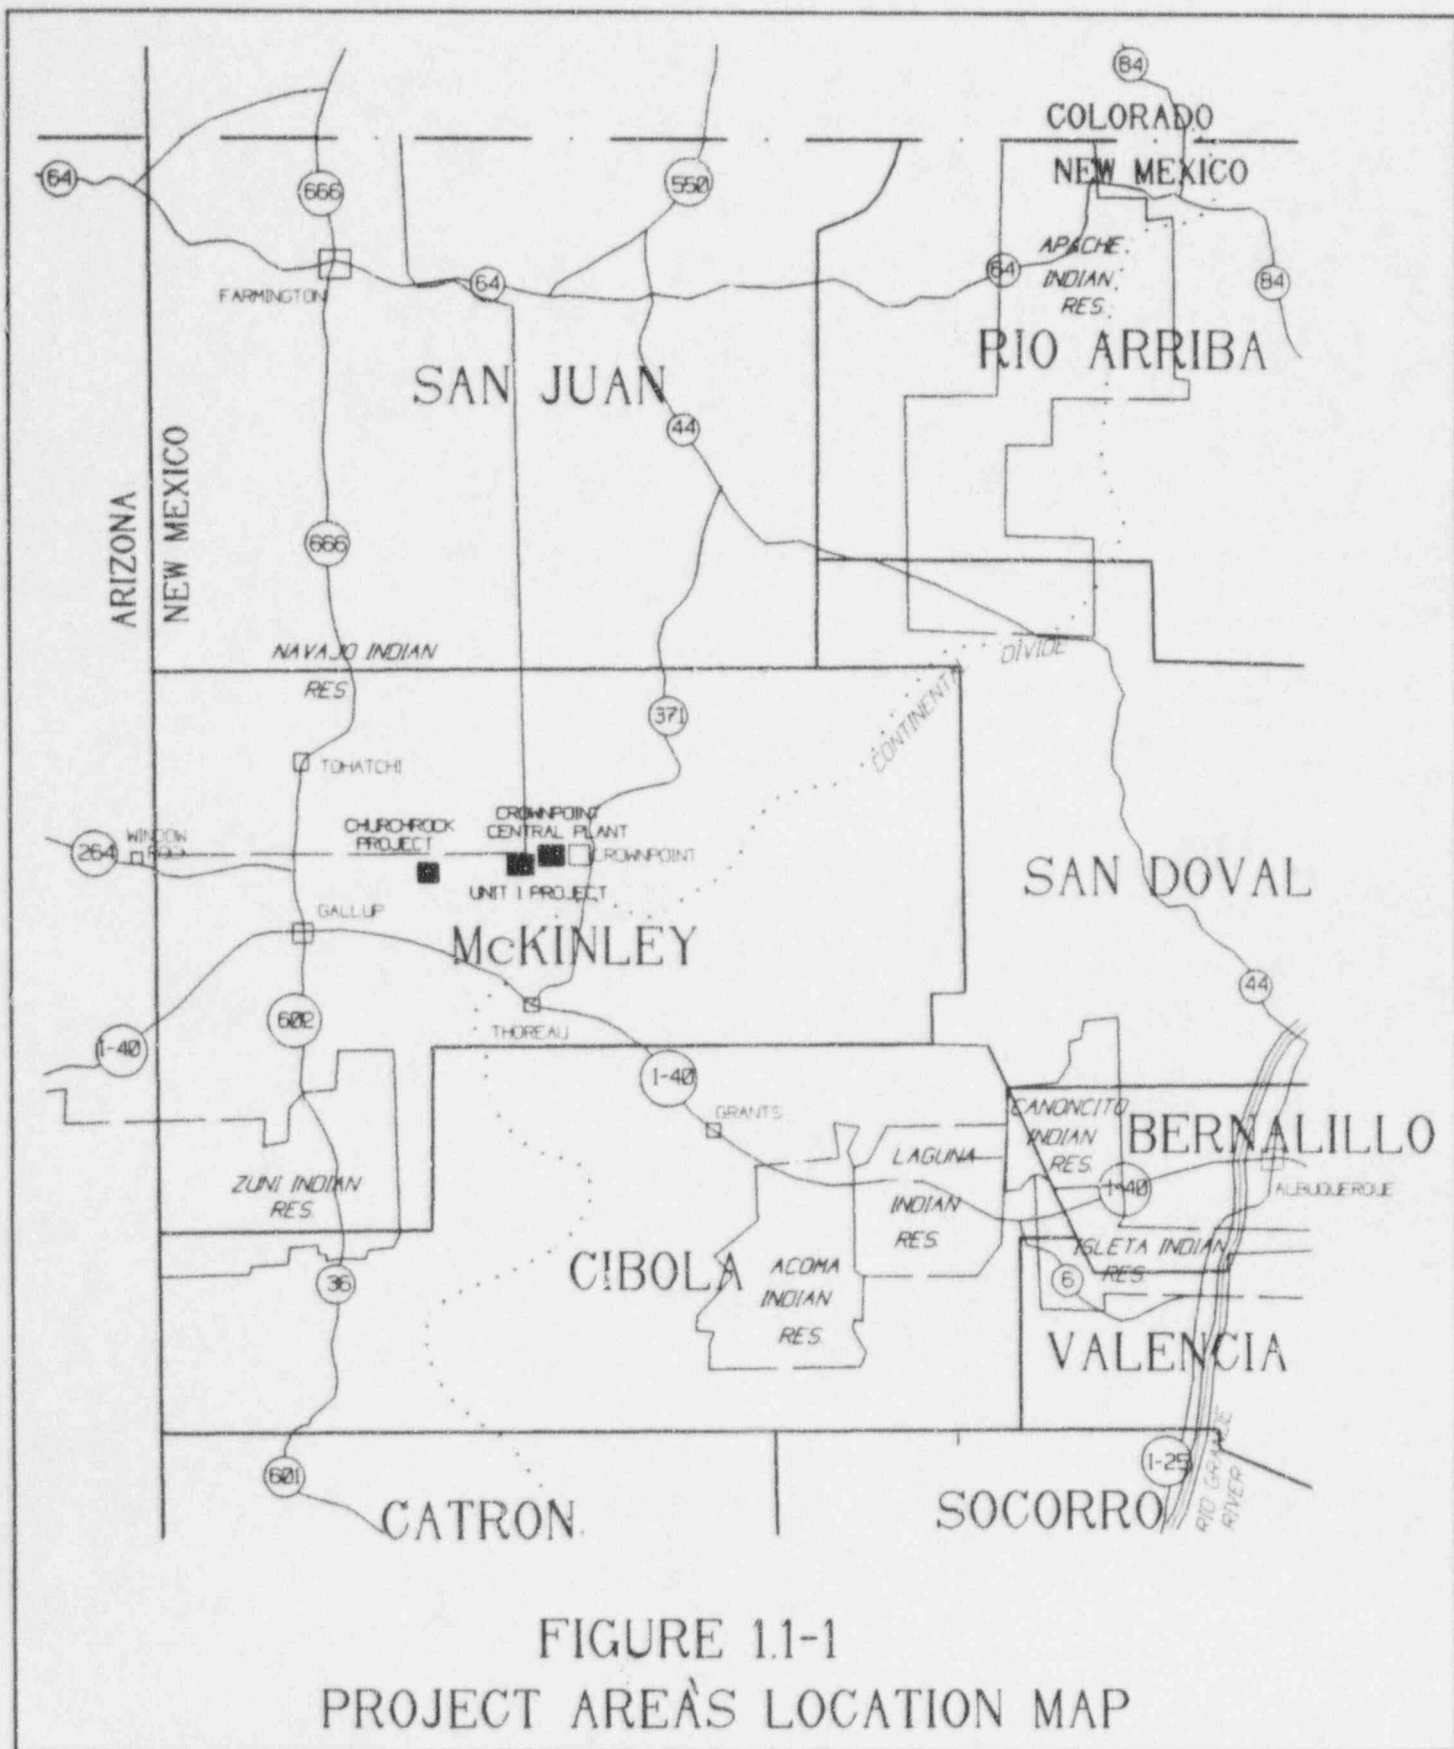 84
COLORADO
NEW MEXICO
64
666
550
APACHE
INDIAN
RES.
64
84
FARMINGTON
64
RIO ARRIBA
SAN JUAN
44
ARIZONA
NEW MEXICO
666
NAVAJO INDIAN
RES
CONTINENTAL
DIVIDE
371
TOHATCHI
CHURCHROCK
PROJECT
CROWNPOINT
CENTRAL PLANT
264
WINDOW
ROCK
CROWNPOINT
UNIT 1 PROJECT
SAN DOVAL
GALLUP
McKINLEY
44
602
THOREAU
I-40
I-40
GRANTS
CANONCITO
INDIAN
RES.
BERNALILLO
LAGUNA
INDIAN
RES.
ZUNI INDIAN
RES.
I-40
ALBUQUERQUE
ISLETA INDIAN
RES.
CIBOLA
ACOMA
INDIAN
RES.
36
6
VALENCIA
601
I-25
RIO GRANDE
RIVER
CATRON
SOCORRO
FIGURE 1.1-1
PROJECT AREAS LOCATION MAP